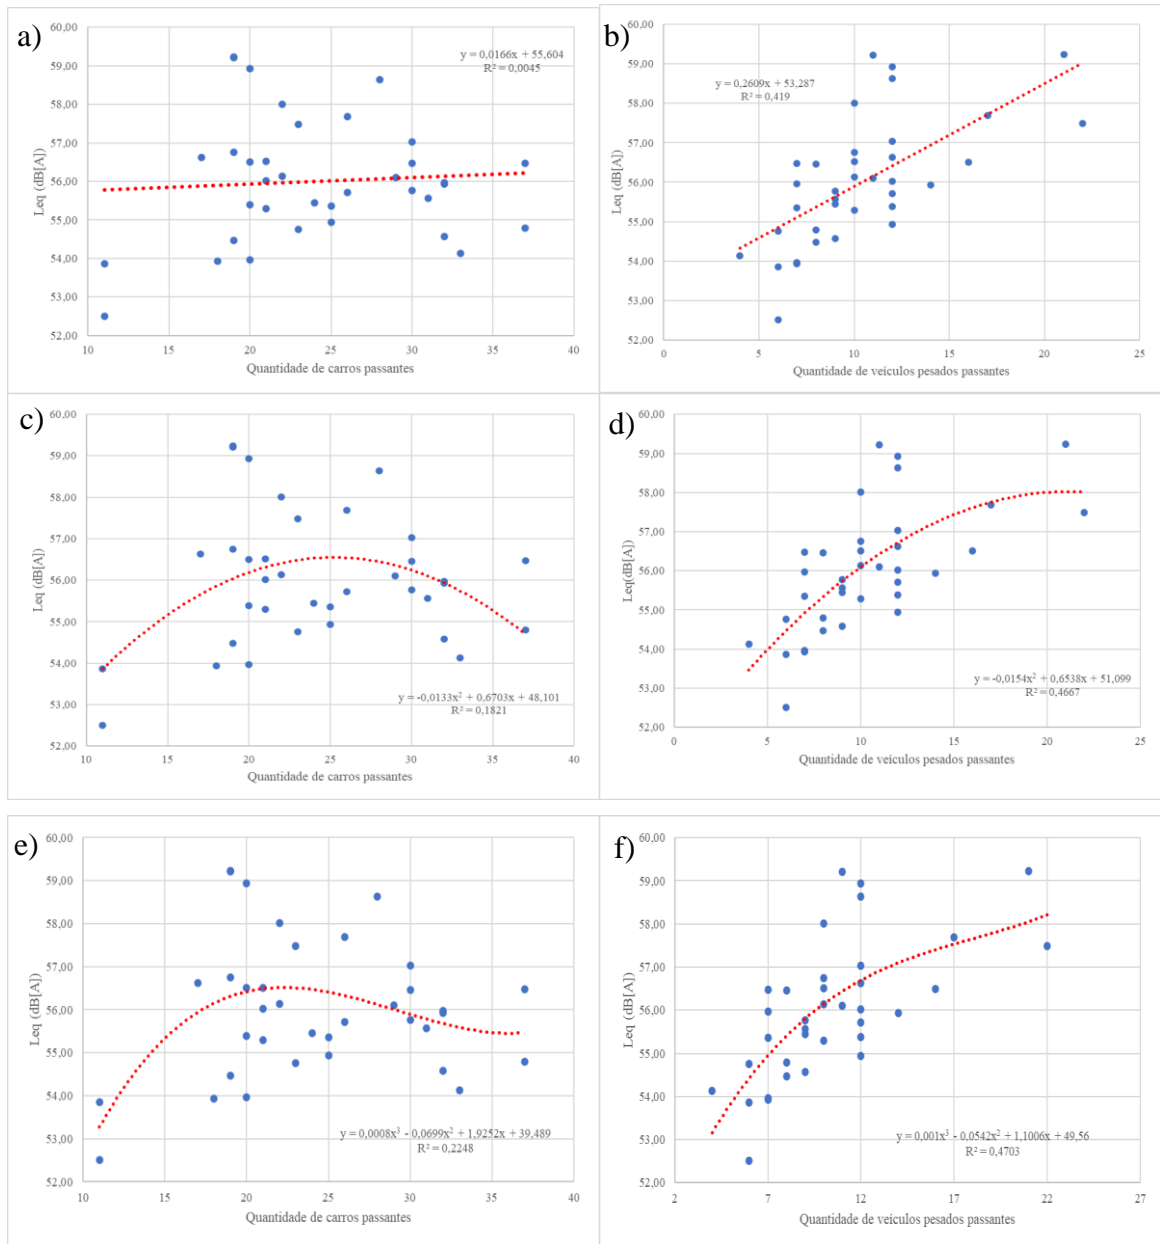 a)
60,00
59,00
58,00
57,00
56,00
55,00
54,00
53,00
52,00
Leq (dB[A])
y = 0,0166x + 55,604
R² = 0,0045
10 15 20 25 30 35 40
Quantidade de carros passantes
b)
60,00
59,00
58,00
57,00
56,00
55,00
54,00
53,00
52,00
Leq (dB[A])
y = 0,2609x + 53,287
R² = 0,419
0 5 10 15 20 25
Quantidade de veículos pesados passantes
c)
60,00
59,00
58,00
57,00
56,00
55,00
54,00
53,00
52,00
Leq (dB[A])
y = -0,0133x² + 0,6703x + 48,101
R² = 0,1821
10 15 20 25 30 35 40
Quantidade de carros passantes
d)
60,00
59,00
58,00
57,00
56,00
55,00
54,00
53,00
52,00
Leq(dB[A])
y = -0,0154x² + 0,6538x + 51,099
R² = 0,4667
0 5 10 15 20 25
Quantidade de veículos pesados passantes
e)
60,00
59,00
58,00
57,00
56,00
55,00
54,00
53,00
52,00
Leq (dB[A])
y = 0,0008x³ - 0,0699x² + 1,9252x + 39,489
R² = 0,2248
10 15 20 25 30 35 40
Quantidade de carros passantes
f)
60,00
59,00
58,00
57,00
56,00
55,00
54,00
53,00
52,00
Leq (dB[A])
y = 0,001x³ - 0,0542x² + 1,1006x + 49,56
R² = 0,4703
2 7 12 17 22 27
Quantidade de veículos pesados passantes